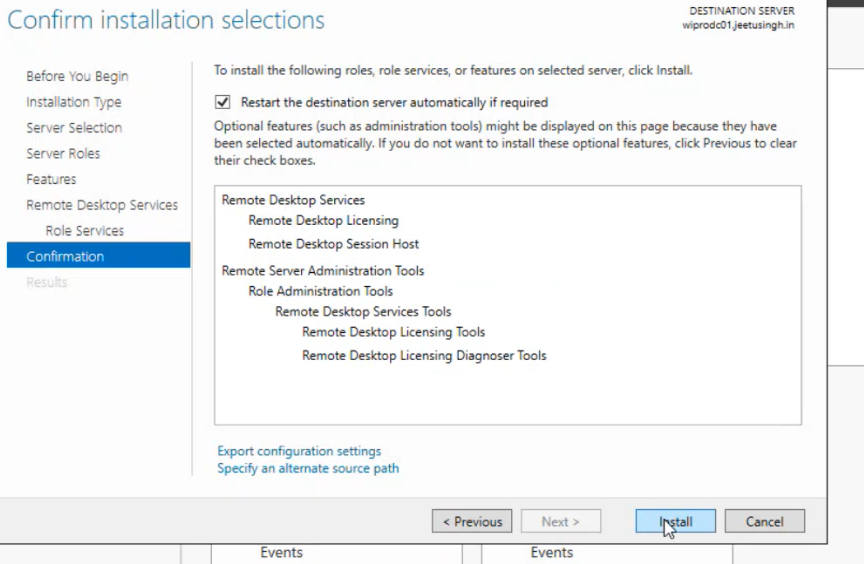 Confirm installation selections
DESTINATION SERVER
wiprodc01.jeetusingh.in
Before You Begin
Installation Type
Server Selection
Server Roles
Features
Remote Desktop Services
Role Services
Confirmation
Results
To install the following roles, role services, or features on selected server, click Install.
Restart the destination server automatically if required
Optional features (such as administration tools) might be displayed on this page because they have
been selected automatically. If you do not want to install these optional features, click Previous to clear
their check boxes.
Remote Desktop Services
Remote Desktop Licensing
Remote Desktop Session Host
Remote Server Administration Tools
Role Administration Tools
Remote Desktop Services Tools
Remote Desktop Licensing Tools
Remote Desktop Licensing Diagnoser Tools
Export configuration settings
Specify an alternate source path
< Previous
Next >
Install
Cancel
Events
Events